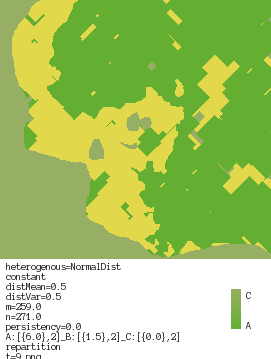 heterogenous=NormalDist
constant
distMean=0.5
distVar=0.5
m=259.0
n=271.0
persistency=0.0
A:[{6.0},2]_B:[{1.5},2]_C:[{0.0},2]
repartition
t=9.png
C
A